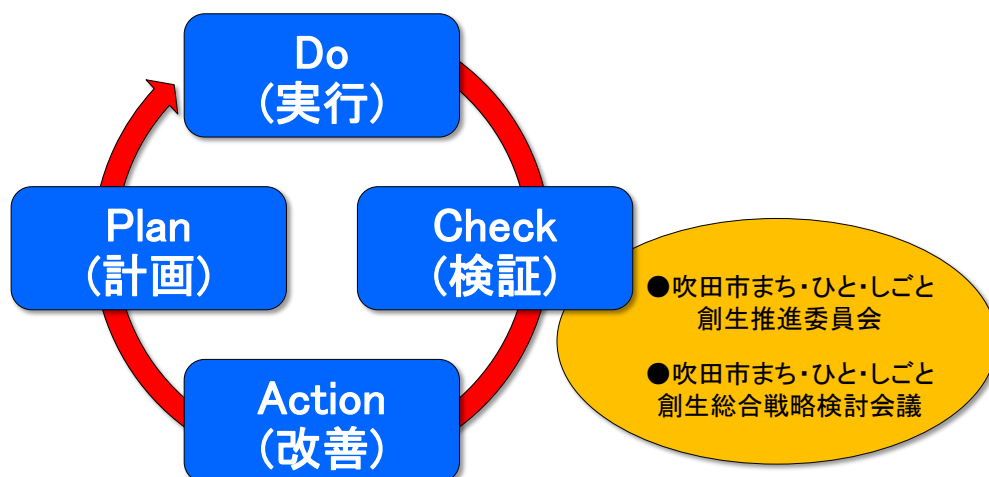 Do
(実行)
Plan
(計画)
Check
(検証)
Action
(改善)
●吹田市まち・ひと・しごと
創生推進委員会
●吹田市まち・ひと・しごと
創生総合戦略検討会議